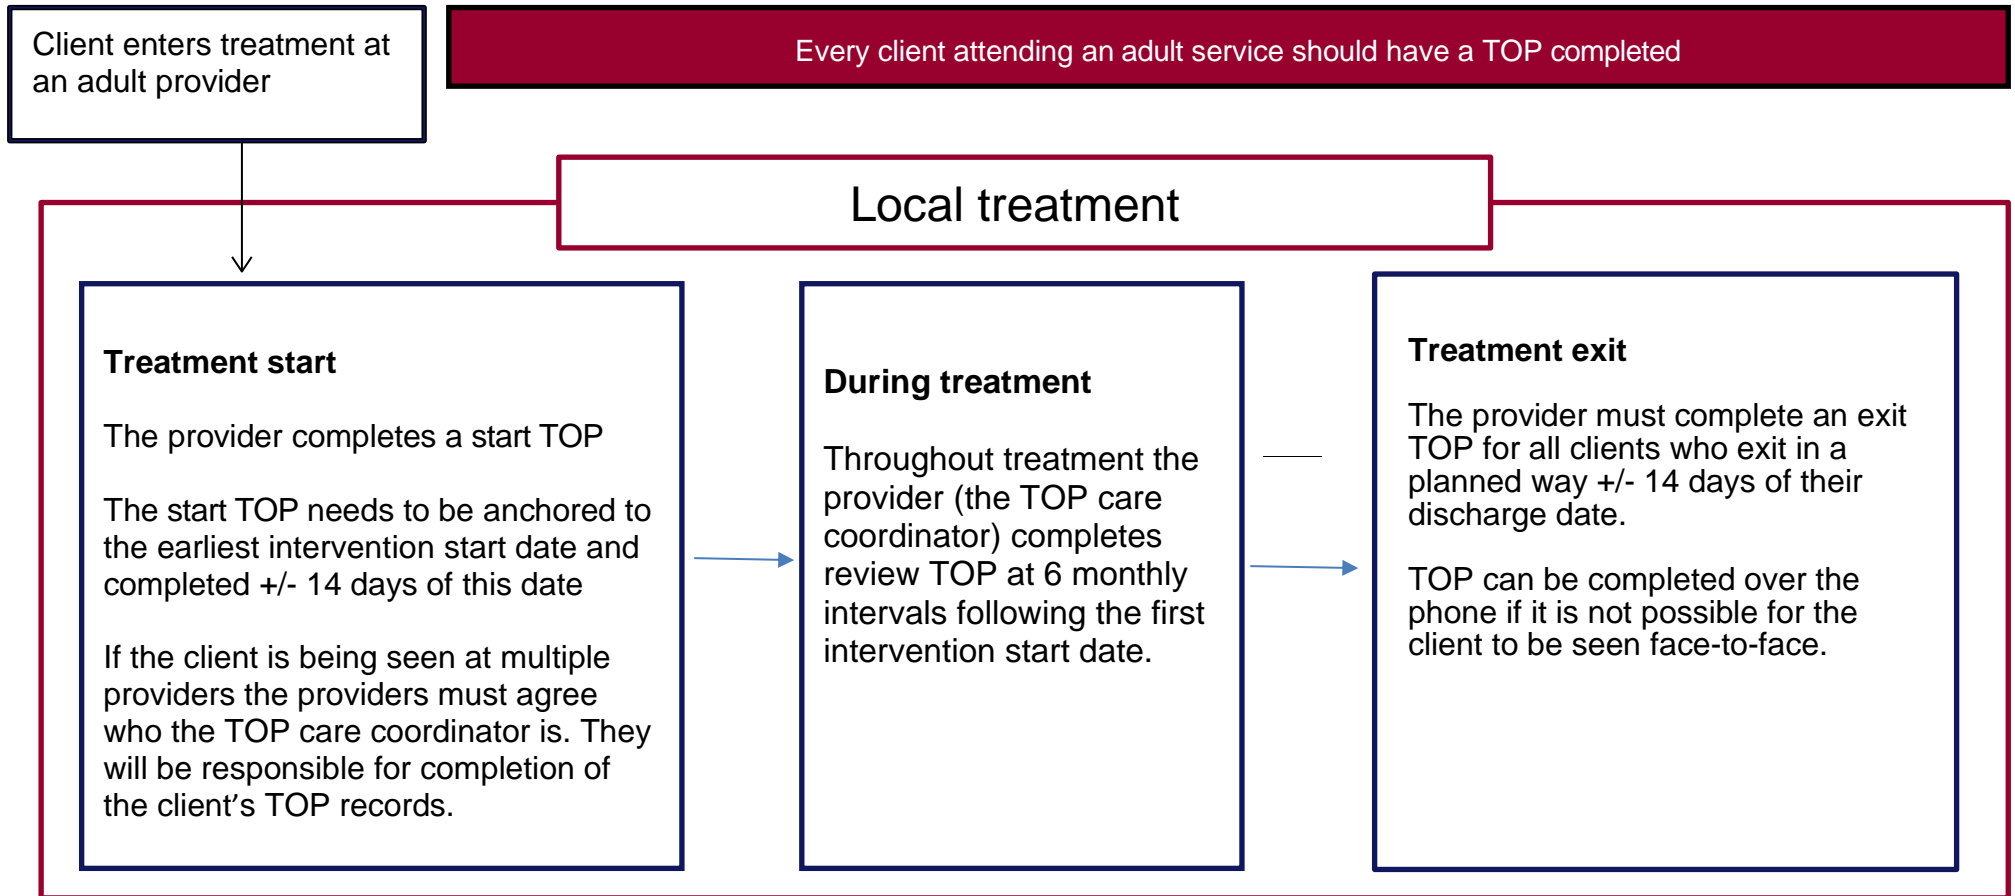 Client enters treatment at
an adult provider
Every client attending an adult service should have a TOP completed
Local treatment
Treatment start
The provider completes a start TOP
The start TOP needs to be anchored to
the earliest intervention start date and
completed +/- 14 days of this date
If the client is being seen at multiple
providers the providers must agree
who the TOP care coordinator is. They
will be responsible for completion of
the client’s TOP records.
During treatment
Throughout treatment the
provider (the TOP care
coordinator) completes
review TOP at 6 monthly
intervals following the first
intervention start date.
Treatment exit
The provider must complete an exit
TOP for all clients who exit in a
planned way +/- 14 days of their
discharge date.
TOP can be completed over the
phone if it is not possible for the
client to be seen face-to-face.